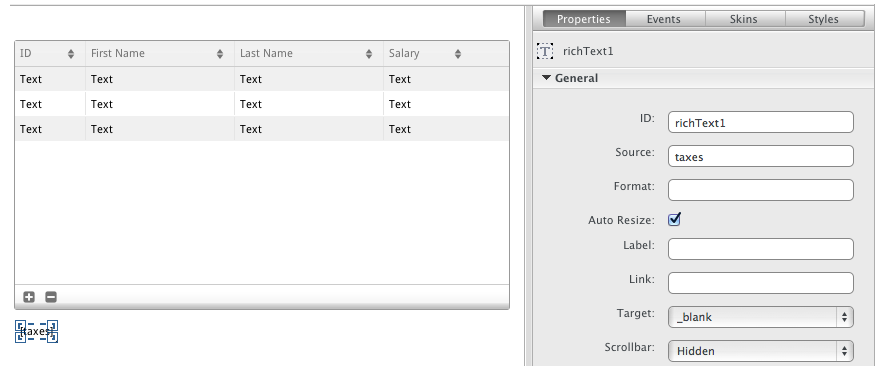 ID First Name Last Name Salary
Text Text Text Text
Text Text Text Text
Text Text Text Text
taxes
Properties Events Skins Styles
T richText1
General
ID: richText1
Source: taxes
Format:
Auto Resize:
Label:
Link:
Target: _blank
Scrollbar: Hidden